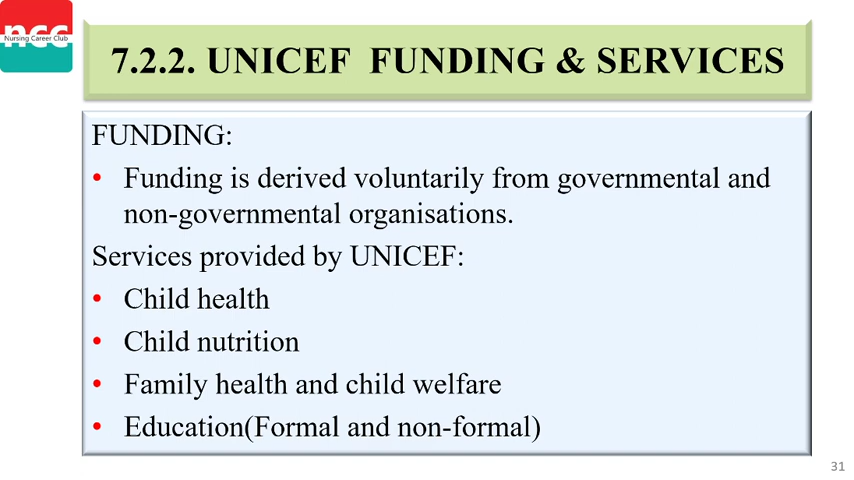 ncc
Nursing Career Club
7.2.2. UNICEF FUNDING & SERVICES
FUNDING:
• Funding is derived voluntarily from governmental and
non-governmental organisations.
Services provided by UNICEF:
• Child health
• Child nutrition
• Family health and child welfare
• Education(Formal and non-formal)
31